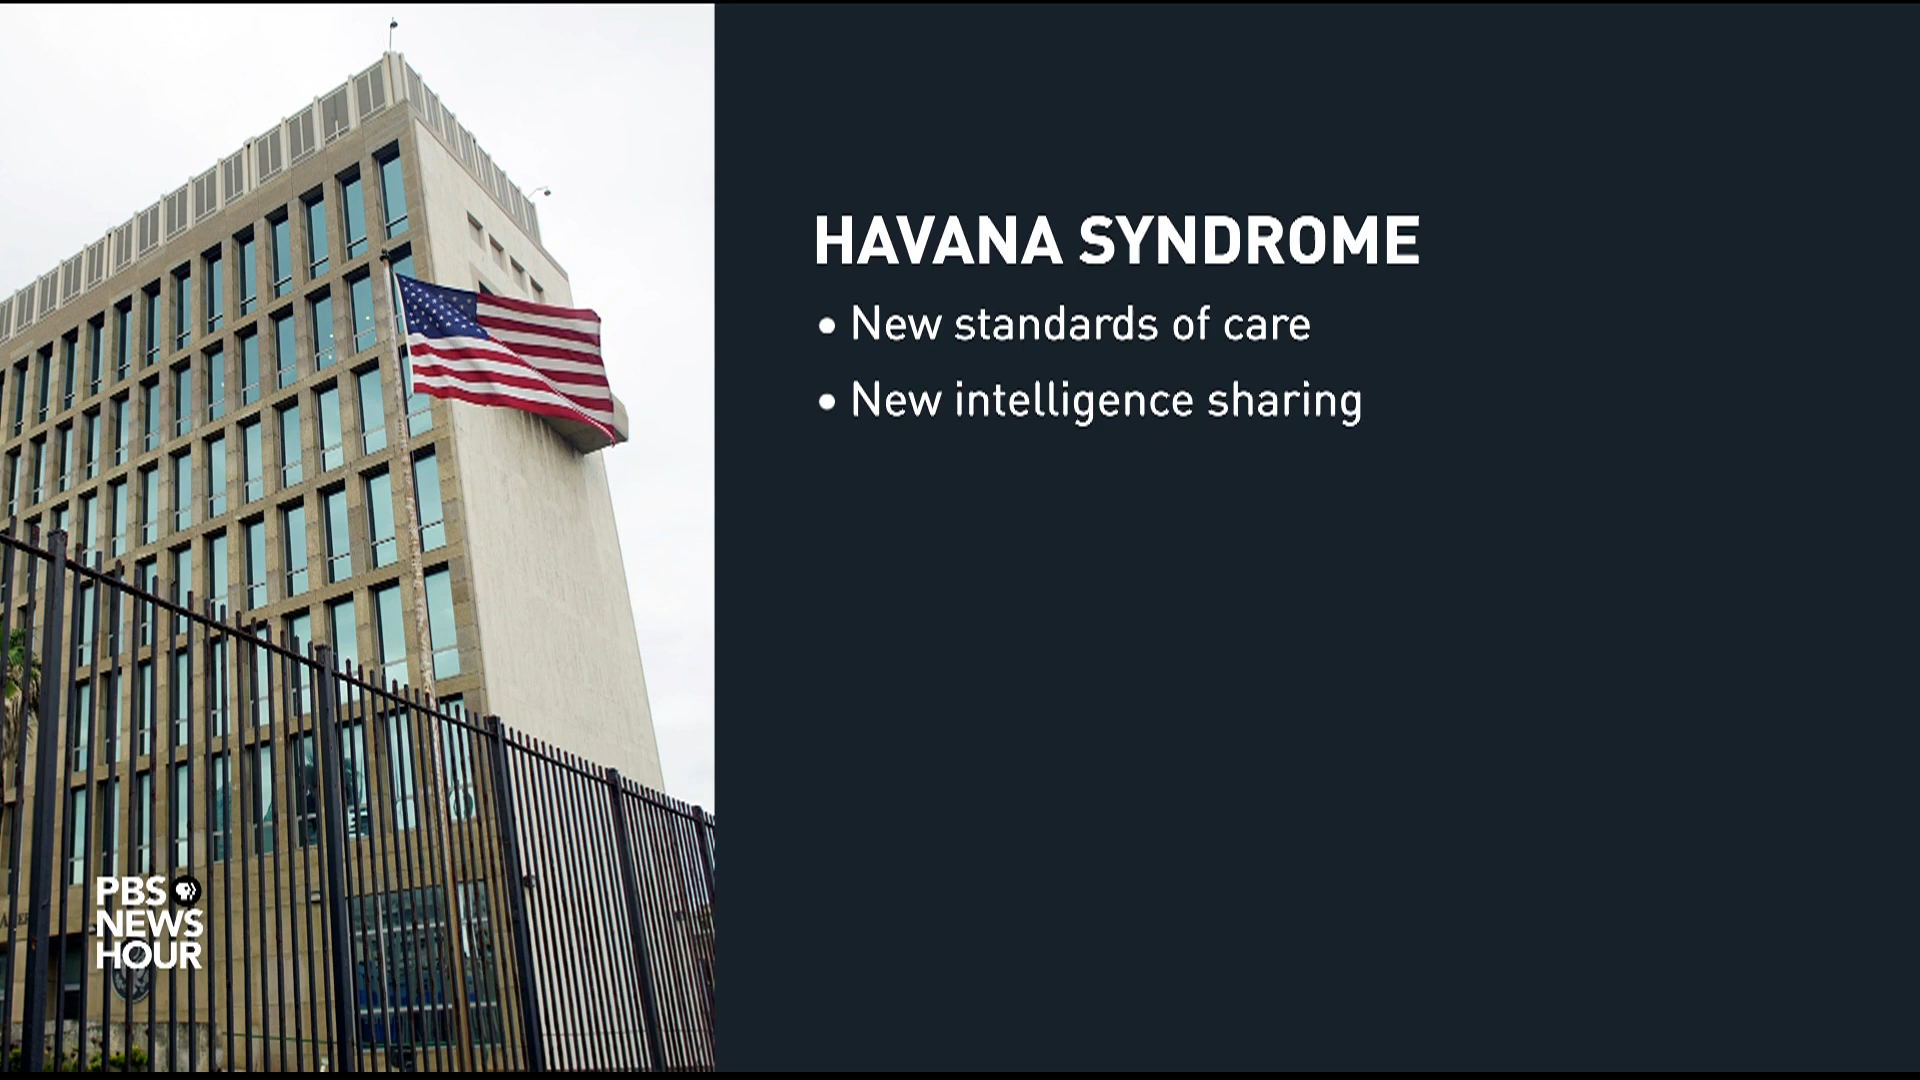 HAVANA SYNDROME
• New standards of care
• New intelligence sharing
PBS
NEWS
HOUR